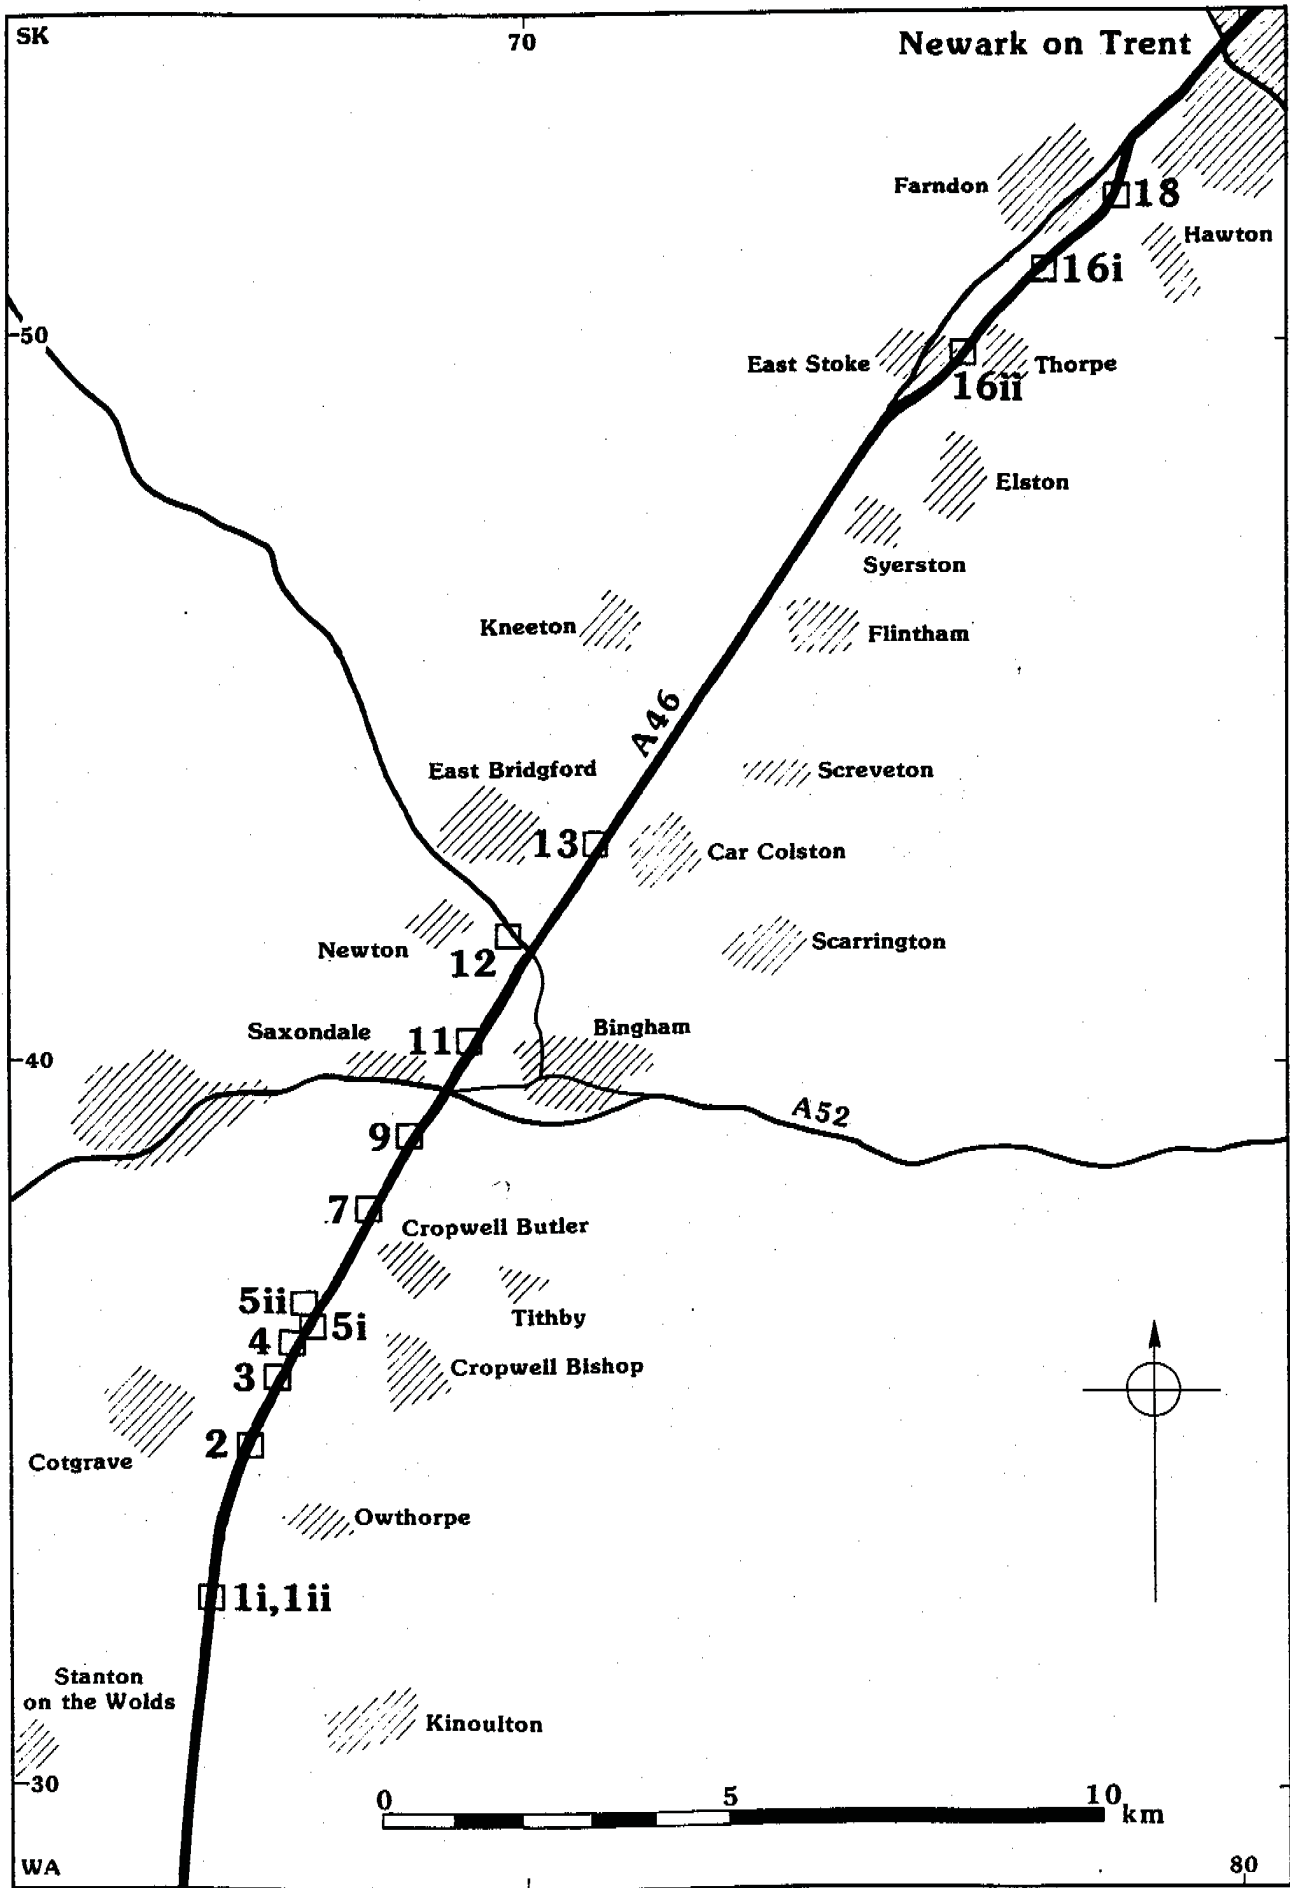 SK
70
Newark on Trent
Farndon
18
Hawton
16i
50
East Stoke
Thorpe
16ii
Elston
Syerston
Kneeton
Flintham
A46
East Bridgford
Screveton
13
Car Colston
Newton
12
Scarrington
Saxondale
11
Bingham
40
A52
9
7
Cropwell Butler
5ii
5i
Tithby
4
3
Cropwell Bishop
2
Cotgrave
Owthorpe
1i,1ii
Stanton
on the Wolds
Kinoulton
30
0
5
10
km
WA
80